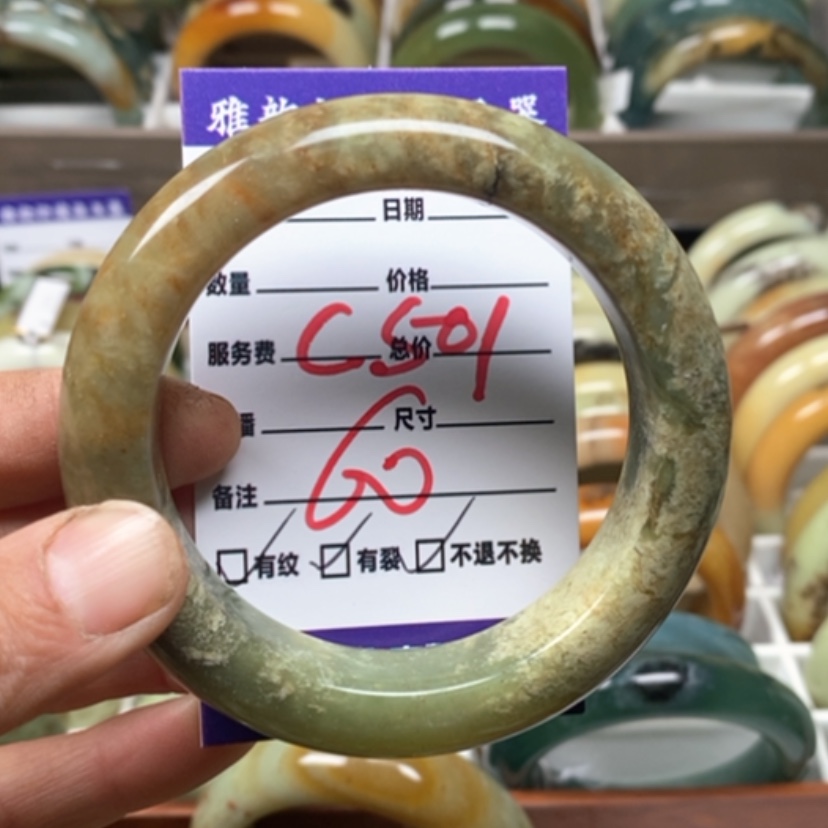 雅
日期
数量 价格
服务费 总价
CS01
尺寸
60
备注
有纹 有裂 不退不换